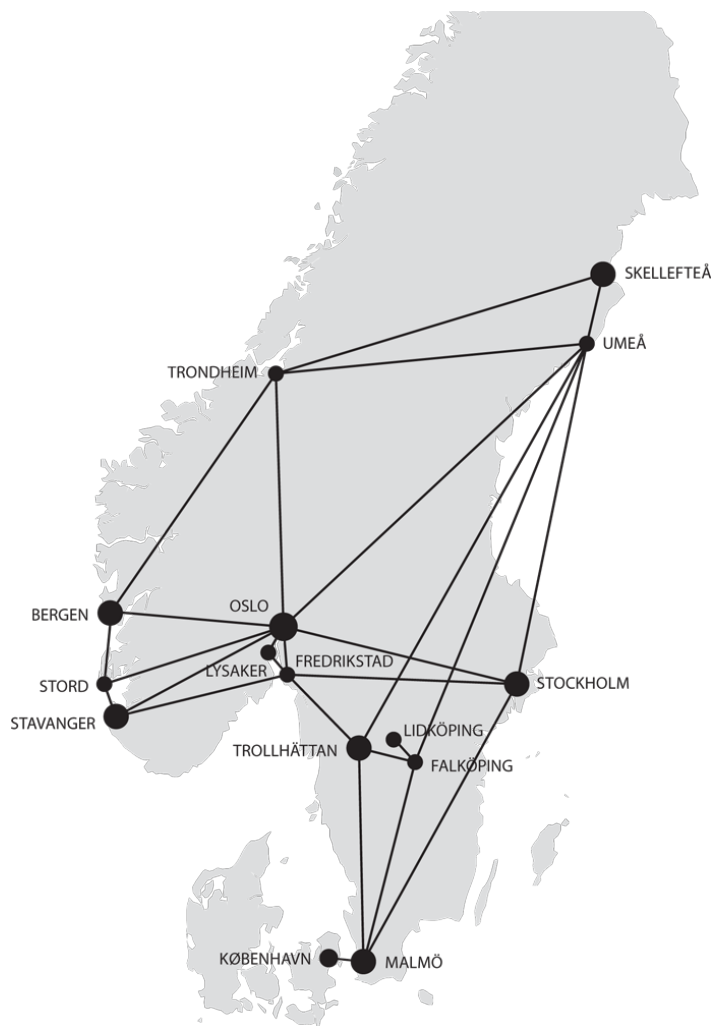 SKELLEFTEÅ
UMEÅ
TRONDHEIM
OSLO
BERGEN
FREDRIKSTAD
LYSAKER
STORD
STOCKHOLM
STAVANGER
LIDKÖPING
TROLLHÄTTAN
FALKÖPING
KØBENHAVN
MALMÖ